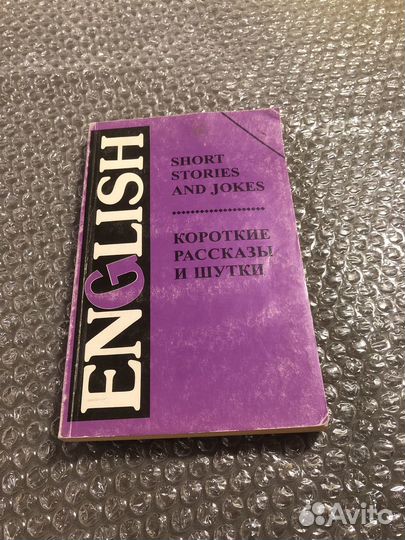 ENGLISH
SHORT
STORIES
AND JOKES
КОРОТКИЕ
РАССКАЗЫ
И ШУТКИ
Avito